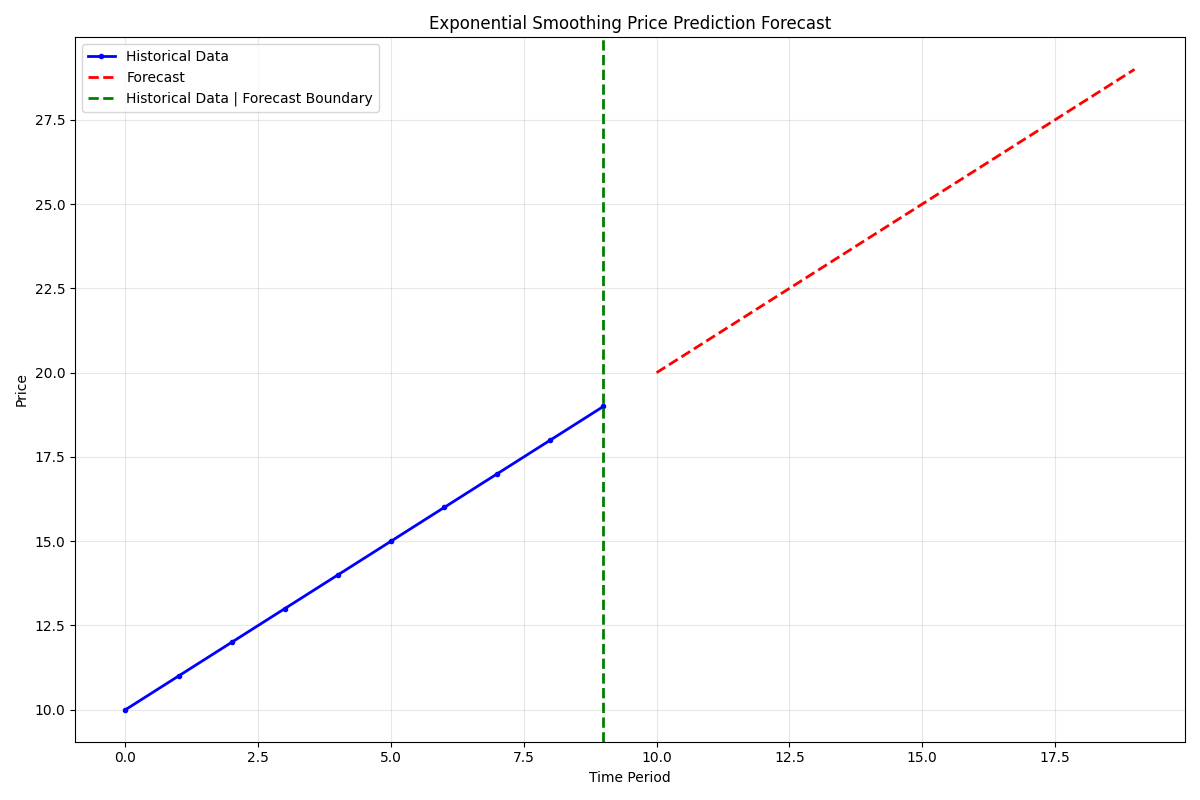 Exponential Smoothing Price Prediction Forecast
Historical Data
Forecast
Historical Data | Forecast Boundary
Price
27.5
25.0
22.5
20.0
17.5
15.0
12.5
10.0
0.0 2.5 5.0 7.5 10.0 12.5 15.0 17.5
Time Period